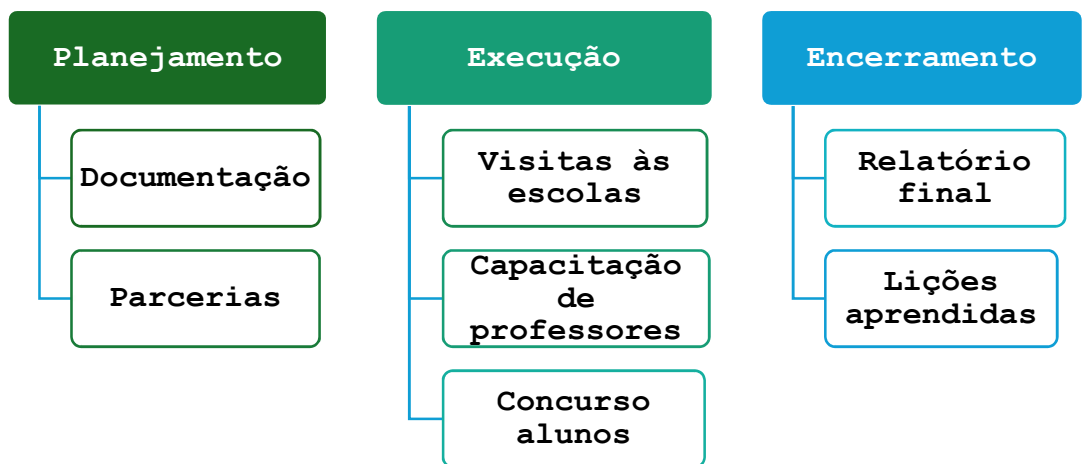 Planejamento
Documentação
Parcerias
Execução
Visitas às
escolas
Capacitação
de
professores
Concurso
alunos
Encerramento
Relatório
final
Lições
aprendidas